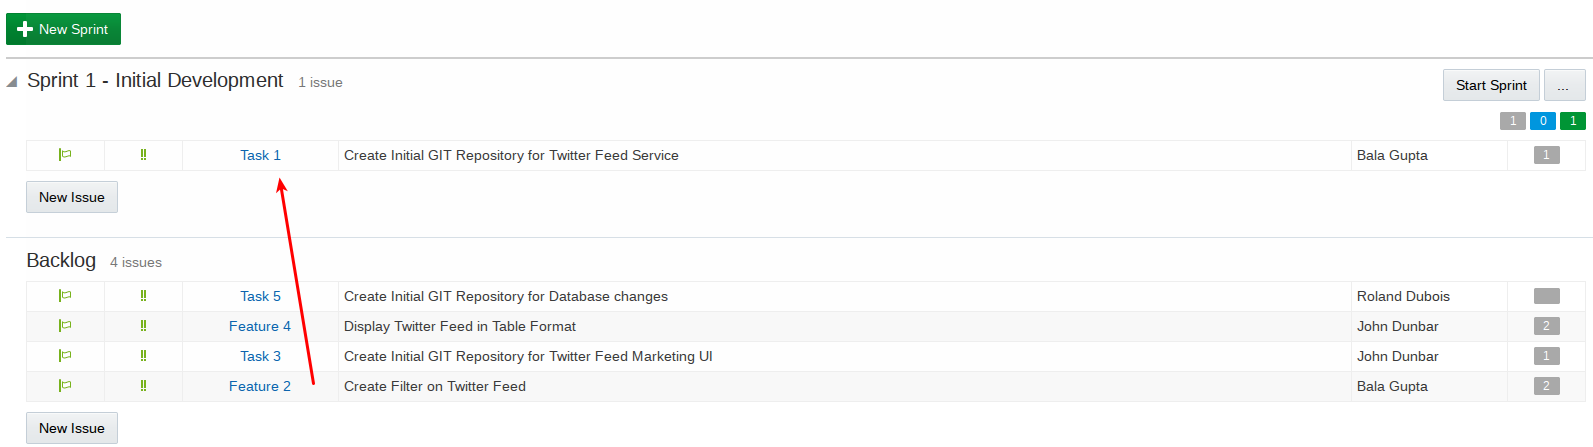 New Sprint
Sprint 1 - Initial Development 1 issue
Start Sprint ...
1 0 1
!! Task 1 Create Initial GIT Repository for Twitter Feed Service Bala Gupta 1
New Issue
Backlog 4 issues
!! Task 5 Create Initial GIT Repository for Database changes Roland Dubois
!! Feature 4 Display Twitter Feed in Table Format John Dunbar 2
!! Task 3 Create Initial GIT Repository for Twitter Feed Marketing UI John Dunbar 1
!! Feature 2 Create Filter on Twitter Feed Bala Gupta 2
New Issue